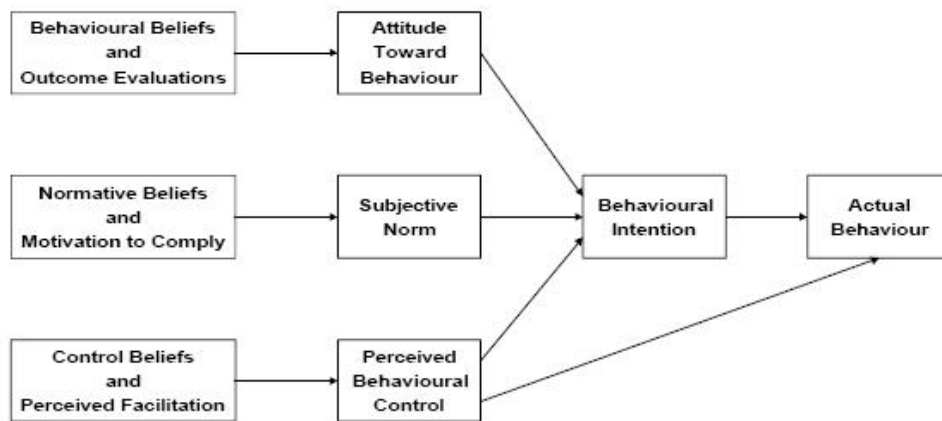 Behavioural Beliefs
and
Outcome Evaluations
Attitude
Toward
Behaviour
Normative Beliefs
and
Motivation to Comply
Subjective
Norm
Behavioural
Intention
Actual
Behaviour
Control Beliefs
and
Perceived Facilitation
Perceived
Behavioural
Control